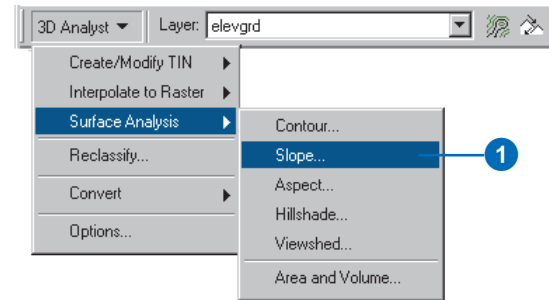 3D Analyst Layer: elevgrd
Create/Modify TIN
Interpolate to Raster
Surface Analysis
Reclassify...
Convert
Options...
Contour...
Slope...
1
Aspect...
Hillshade...
Viewshed...
Area and Volume...